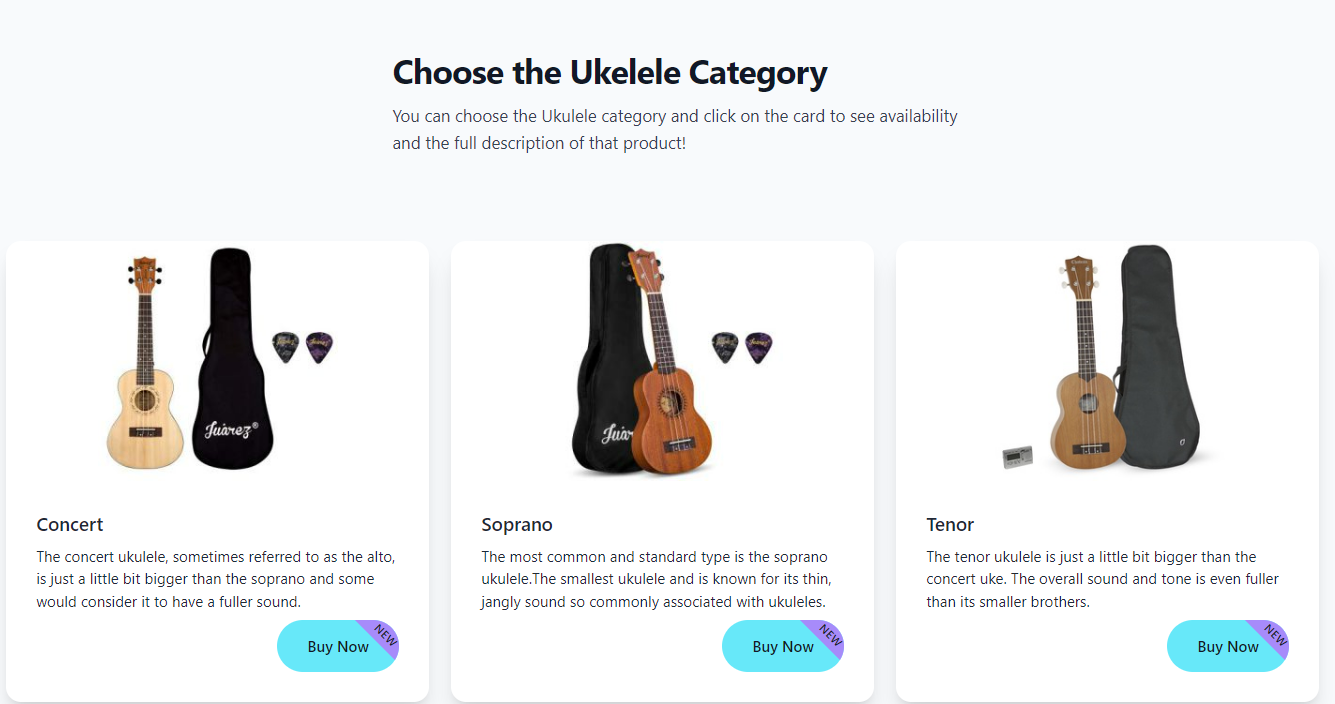 Choose the Ukelele Category
You can choose the Ukulele category and click on the card to see availability
and the full description of that product!
Juârez®
Juâr
Concert
The concert ukulele, sometimes referred to as the alto,
is just a little bit bigger than the soprano and some
would consider it to have a fuller sound.
Buy Now
NEW
Soprano
The most common and standard type is the soprano
ukulele.The smallest ukulele and is known for its thin,
jangly sound so commonly associated with ukuleles.
Buy Now
NEW
Tenor
The tenor ukulele is just a little bit bigger than the
concert uke. The overall sound and tone is even fuller
than its smaller brothers.
Buy Now
NEW